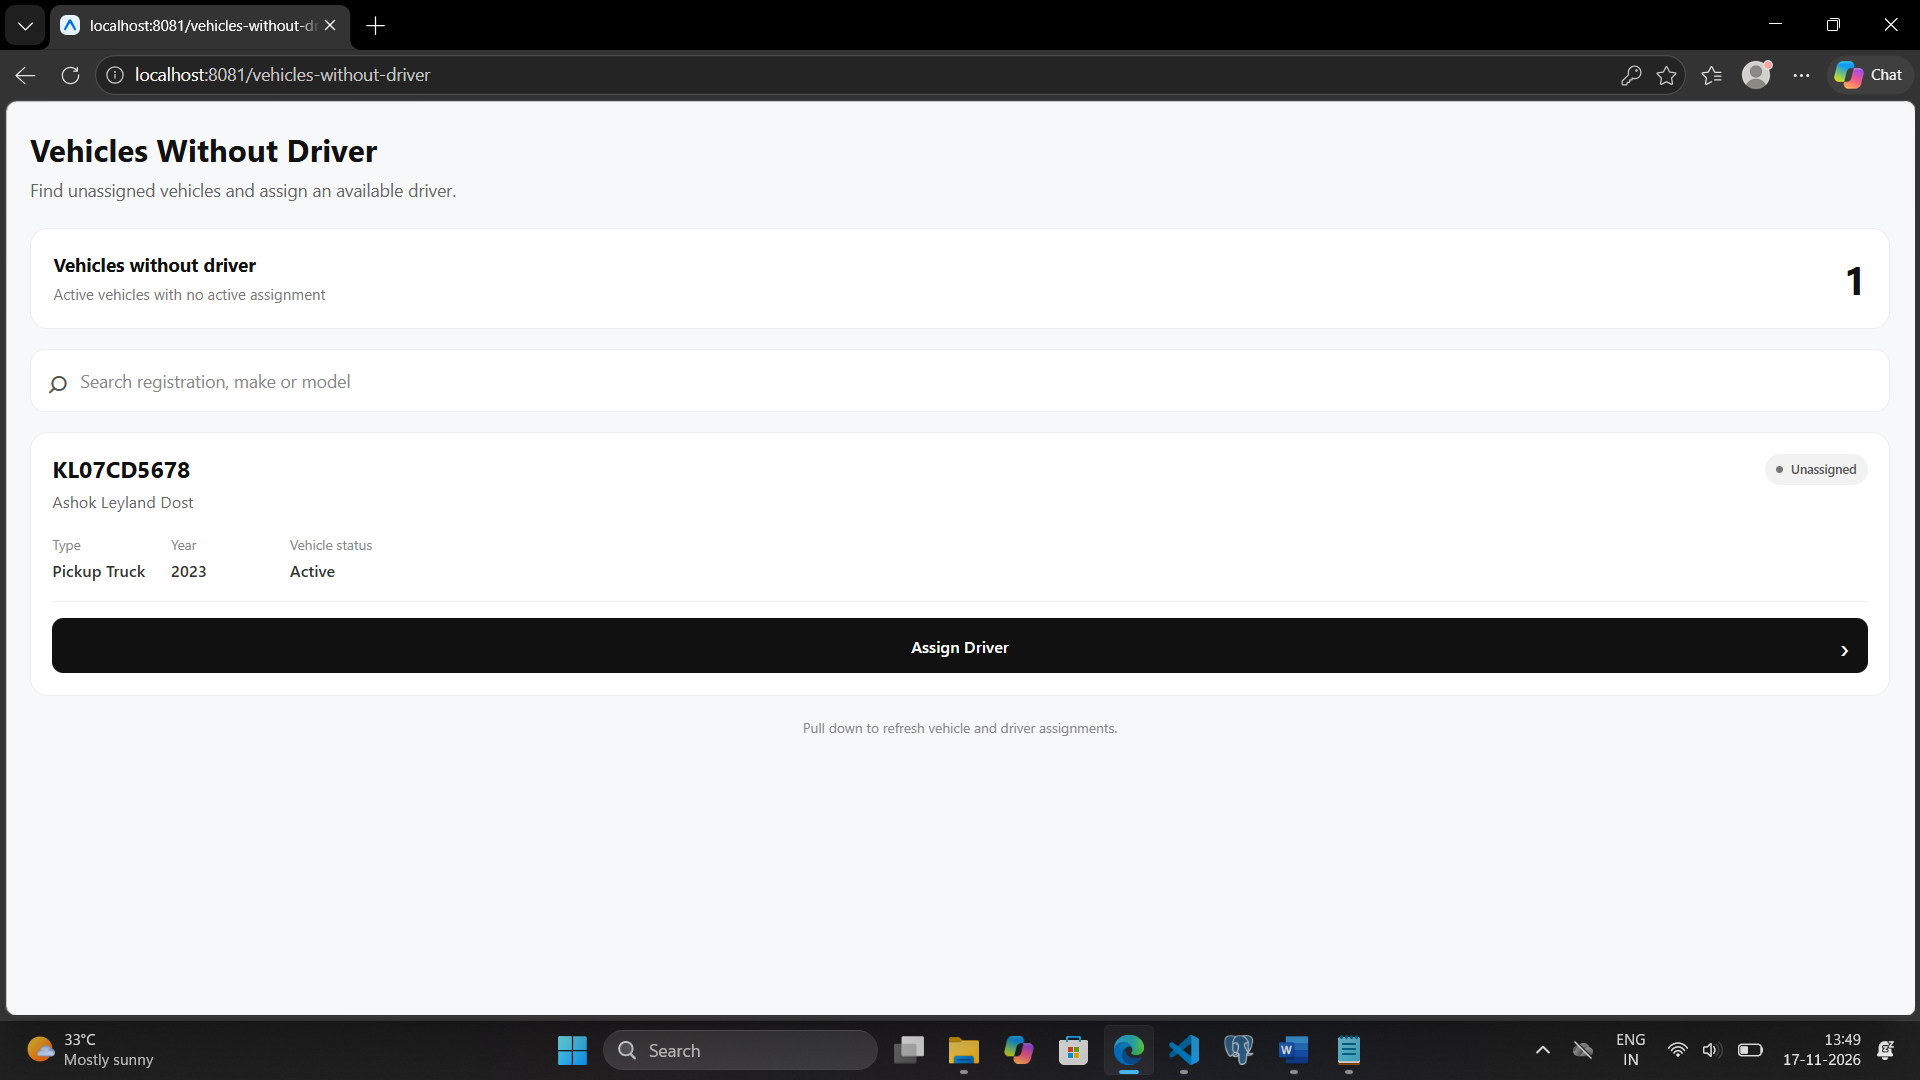 localhost:8081/vehicles-without-dr
localhost:8081/vehicles-without-driver
Chat
Vehicles Without Driver
Find unassigned vehicles and assign an available driver.
Vehicles without driver
Active vehicles with no active assignment
1
Search registration, make or model
KL07CD5678
Unassigned
Ashok Leyland Dost
Type Year Vehicle status
Pickup Truck 2023 Active
Assign Driver
Pull down to refresh vehicle and driver assignments.
33°C
Mostly sunny
Search
ENG
IN
13:49
17-11-2026